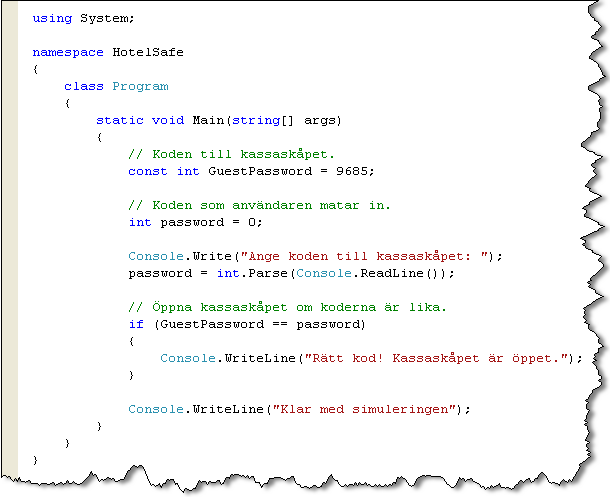 using System;
namespace HotelSafe
{
class Program
{
static void Main(string[] args)
{
// Koden till kassaskåpet.
const int GuestPassword = 9685;
// Koden som användaren matar in.
int password = 0;
Console.Write("Ange koden till kassaskåpet: ");
password = int.Parse(Console.ReadLine());
// Öppna kassaskåpet om koderna är lika.
if (GuestPassword == password)
{
Console.WriteLine("Rätt kod! Kassaskåpet är öppet.");
}
Console.WriteLine("Klar med simuleringen");
}
}
}